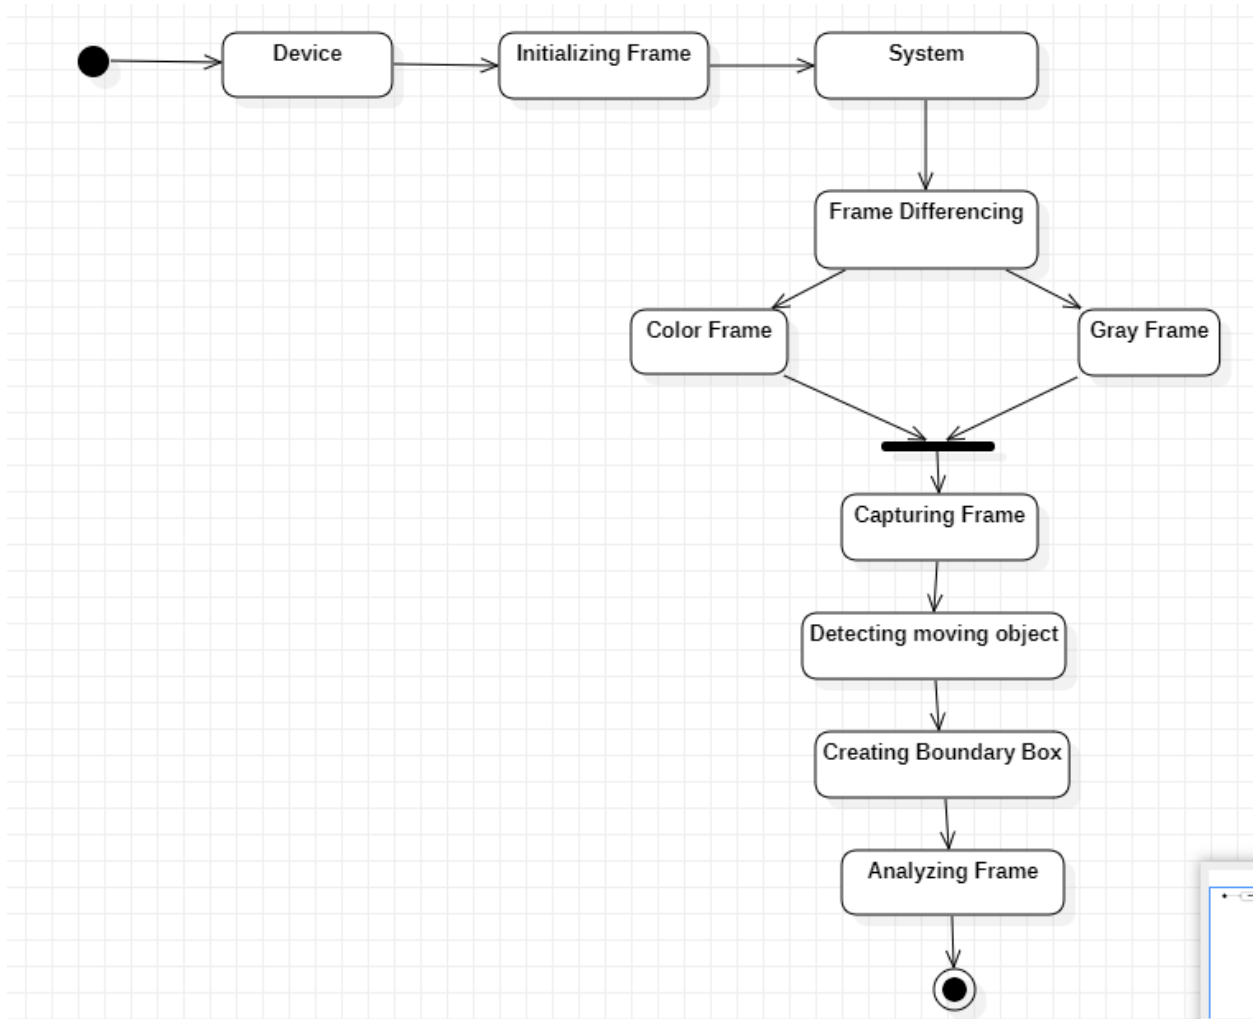 Device
Initializing Frame
System
Frame Differencing
Color Frame
Gray Frame
Capturing Frame
Detecting moving object
Creating Boundary Box
Analyzing Frame